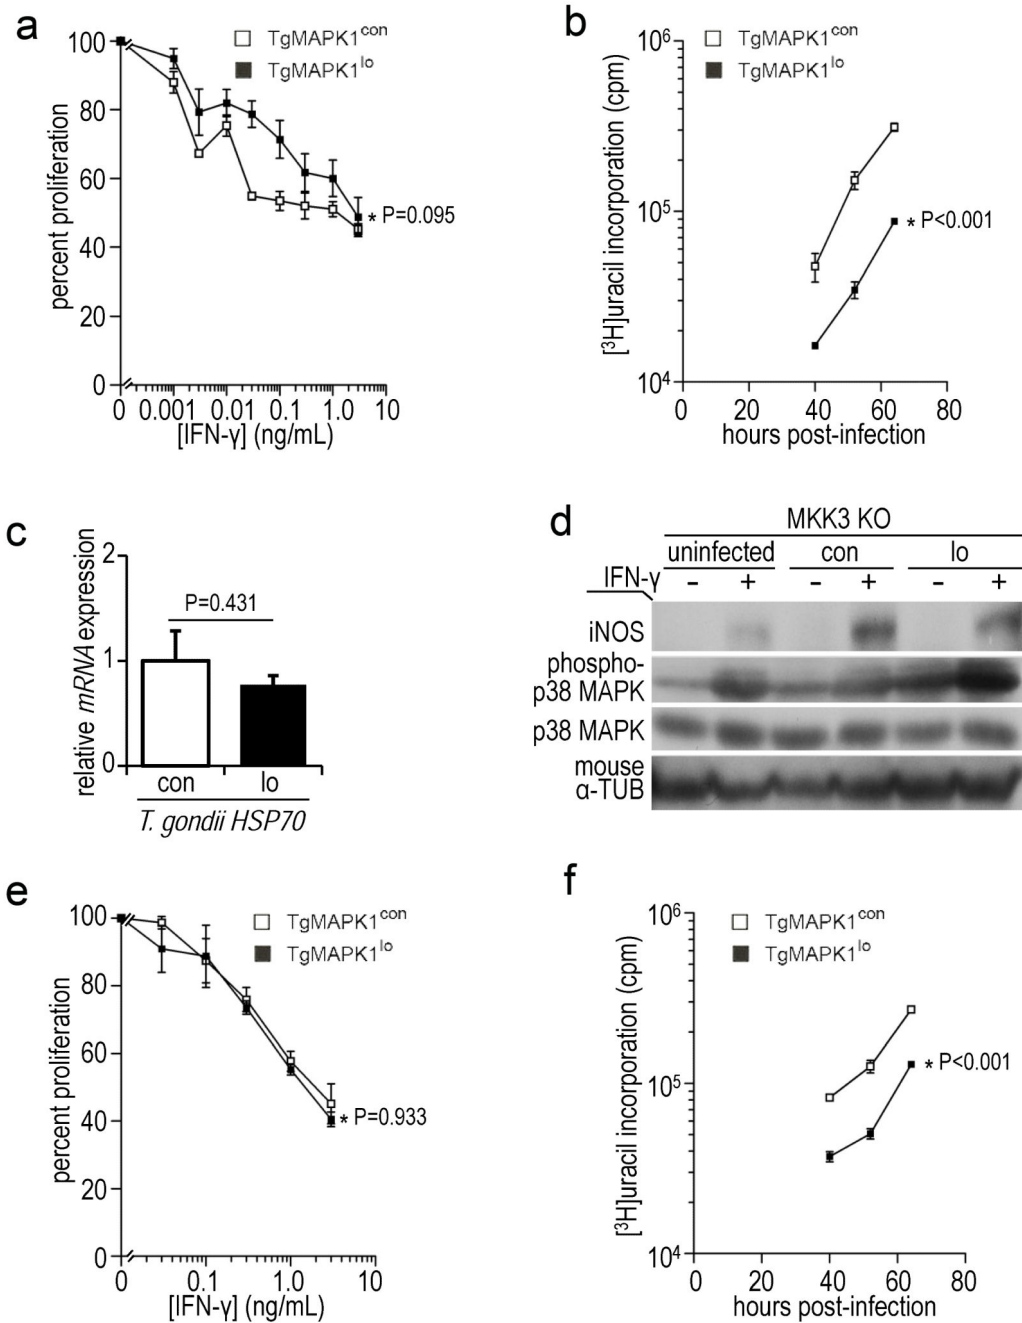 a
TgMAPK1con
TgMAPK1lo
percent proliferation
100
80
60
40
20
0
* P=0.095
0 0.001 0.01 0.1 1.0 10
[IFN-γ] (ng/mL)
b
TgMAPK1con
TgMAPK1lo
[3H]uracil incorporation (cpm)
106
105
104
* P<0.001
0 20 40 60 80
hours post-infection
c
relative mRNA expression
2
1
0
P=0.431
con lo
T. gondii HSP70
d
MKK3 KO
uninfected con lo
IFN-γ - + - + - +
iNOS
phospho-
p38 MAPK
p38 MAPK
mouse
α-TUB
e
TgMAPK1con
TgMAPK1lo
percent proliferation
100
80
60
40
20
0
* P=0.933
0 0.1 1.0 10
[IFN-γ] (ng/mL)
f
TgMAPK1con
TgMAPK1lo
[3H]uracil incorporation (cpm)
106
105
104
* P<0.001
0 20 40 60 80
hours post-infection